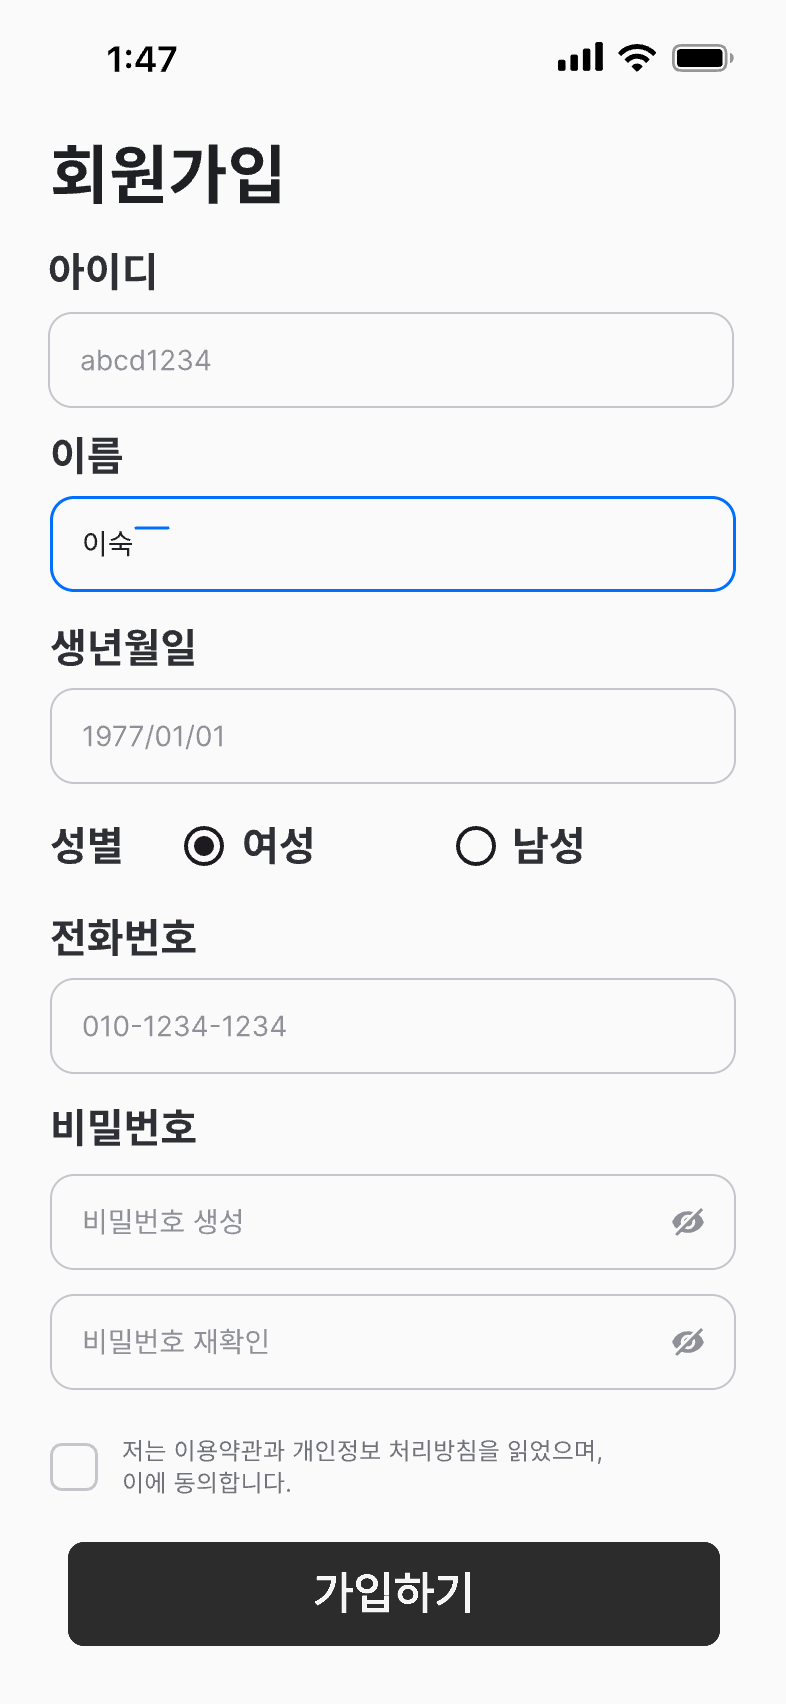 1:47
회원가입
아이디
abcd1234
이름
이숙
생년월일
1977/01/01
성별 여성 남성
전화번호
010-1234-1234
비밀번호
비밀번호 생성
비밀번호 재확인
저는 이용약관과 개인정보 처리방침을 읽었으며,
이에 동의합니다.
가입하기